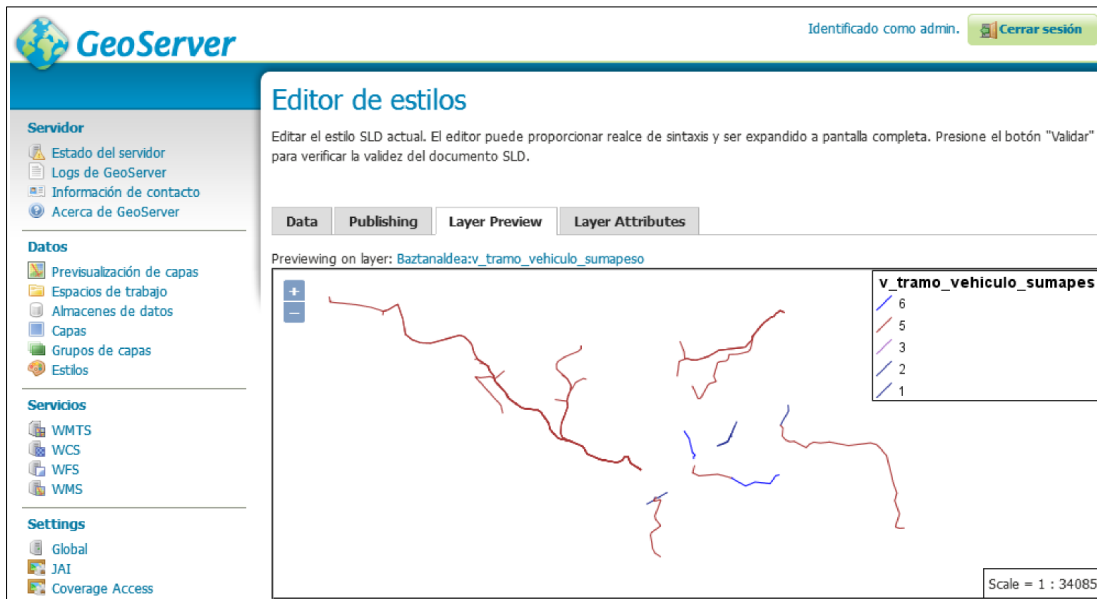 GeoServer
Identificado como admin.
Cerrar sesión
Editor de estilos
Editar el estilo SLD actual. El editor puede proporcionar realce de sintaxis y ser expandido a pantalla completa. Presione el botón "Validar"
para verificar la validez del documento SLD.
Servidor
Estado del servidor
Logs de GeoServer
Información de contacto
Acerca de GeoServer
Datos
Previsualización de capas
Espacios de trabajo
Almacenes de datos
Capas
Grupos de capas
Estilos
Servicios
WMTS
WCS
WFS
WMS
Settings
Global
JAI
Coverage Access
Data
Publishing
Layer Preview
Layer Attributes
Previewing on layer: Baztanaldea:v_tramo_vehiculo_sumapeso
+
–
v_tramo_vehiculo_sumapes
6
5
3
2
1
Scale = 1 : 34085